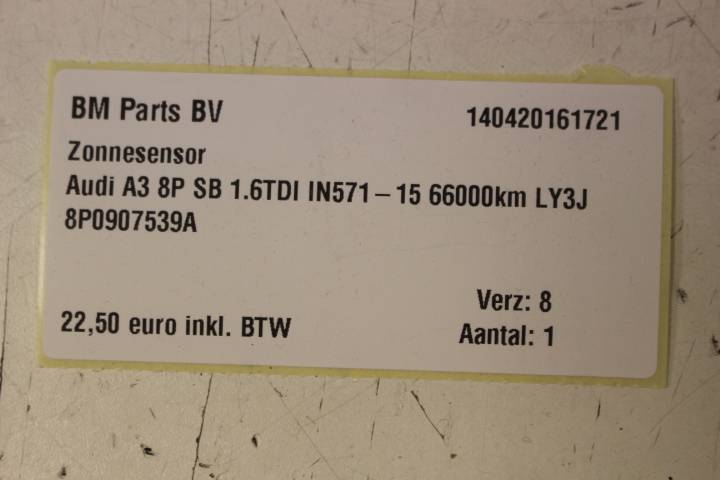 BM Parts BV 140420161721
Zonnesensor
Audi A3 8P SB 1.6TDI IN571–15 66000km LY3J
8P0907539A
Verz: 8
22,50 euro inkl. BTW Aantal: 1